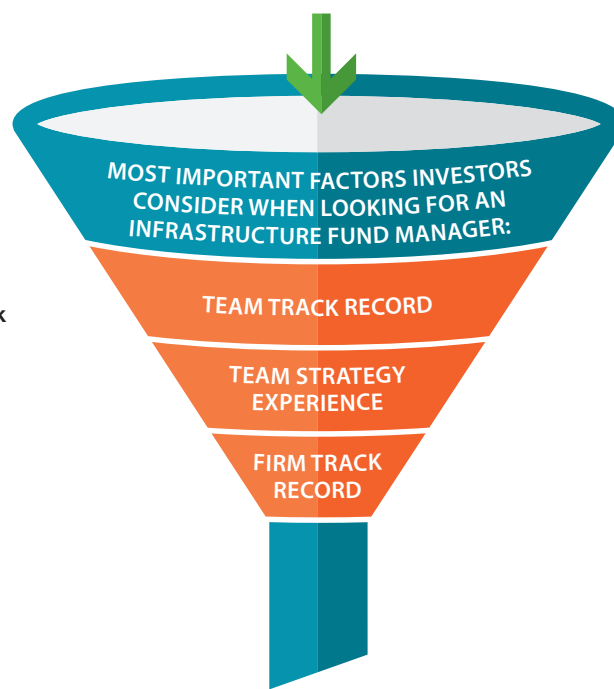 MOST IMPORTANT FACTORS INVESTORS
CONSIDER WHEN LOOKING FOR AN
INFRASTRUCTURE FUND MANAGER:
TEAM TRACK RECORD
k
TEAM STRATEGY
EXPERIENCE
FIRM TRACK
RECORD